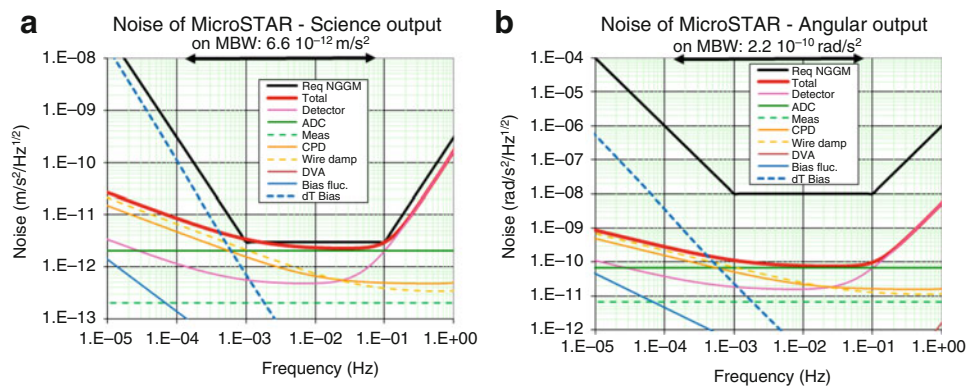 a
Noise of MicroSTAR - Science output
on MBW: 6.6 10⁻¹² m/s²
Noise (m/s²/Hz¹/²)
1.E−08
1.E−09
1.E−10
1.E−11
1.E−12
1.E−13
Req NGGM
Total
Detector
ADC
Meas
CPD
Wire damp
DVA
Bias fluc.
dT Bias
1.E−05 1.E−04 1.E−03 1.E−02 1.E−01 1.E+00
Frequency (Hz)
b
Noise of MicroSTAR - Angular output
on MBW: 2.2 10⁻¹⁰ rad/s²
Noise (rad/s²/Hz¹/²)
1.E−04
1.E−05
1.E−06
1.E−07
1.E−08
1.E−09
1.E−10
1.E−11
1.E−12
Req NGGM
Total
Detector
ADC
Meas
CPD
Wire damp
DVA
Bias fluc.
dT Bias
1.E−05 1.E−04 1.E−03 1.E−02 1.E−01 1.E+00
Frequency (Hz)